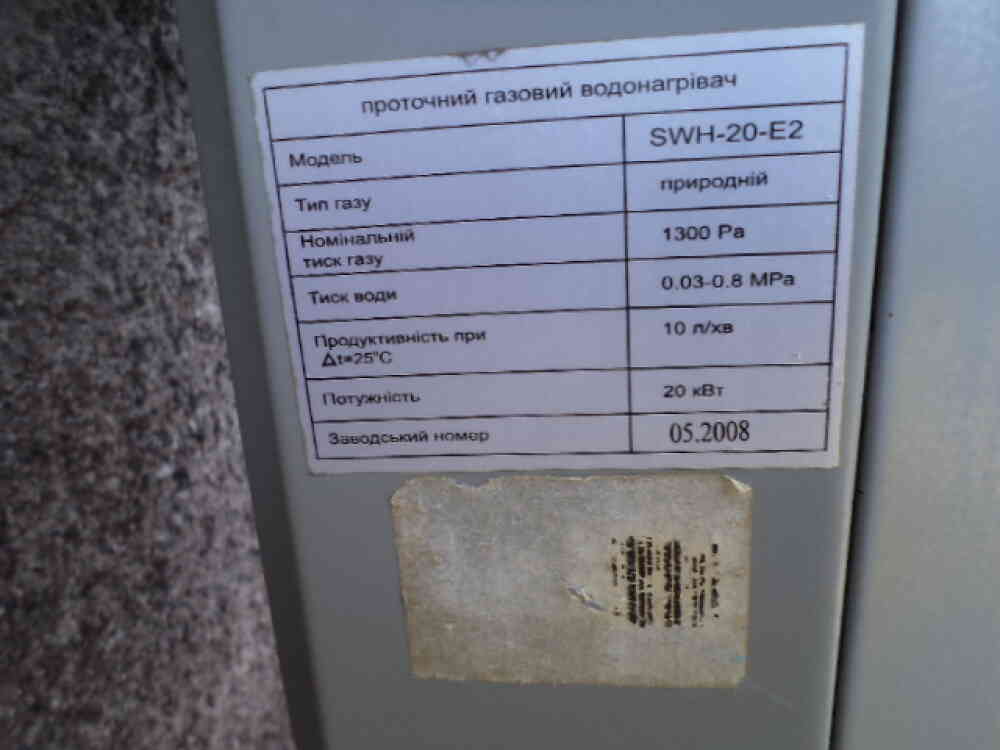 проточний газовий водонагрівач
Модель SWH-20-E2
Тип газу природній
Номінальній
тиск газу 1300 Pa
Тиск води 0.03-0.8 MPa
Продуктивність при 10 л/хв
Δt=25°C
Потужність 20 кВт
Заводський номер 05.2008